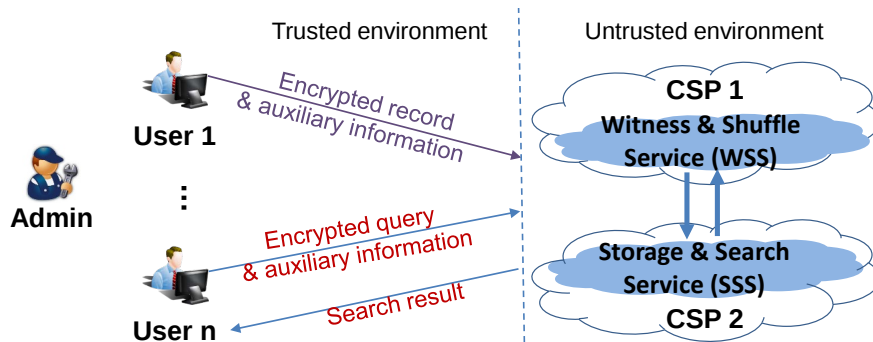 Trusted environment
Untrusted environment
Encrypted record
& auxiliary information
User 1
CSP 1
Witness & Shuffle
Service (WSS)
Admin
...
Encrypted query
& auxiliary information
Search result
User n
Storage & Search
Service (SSS)
CSP 2